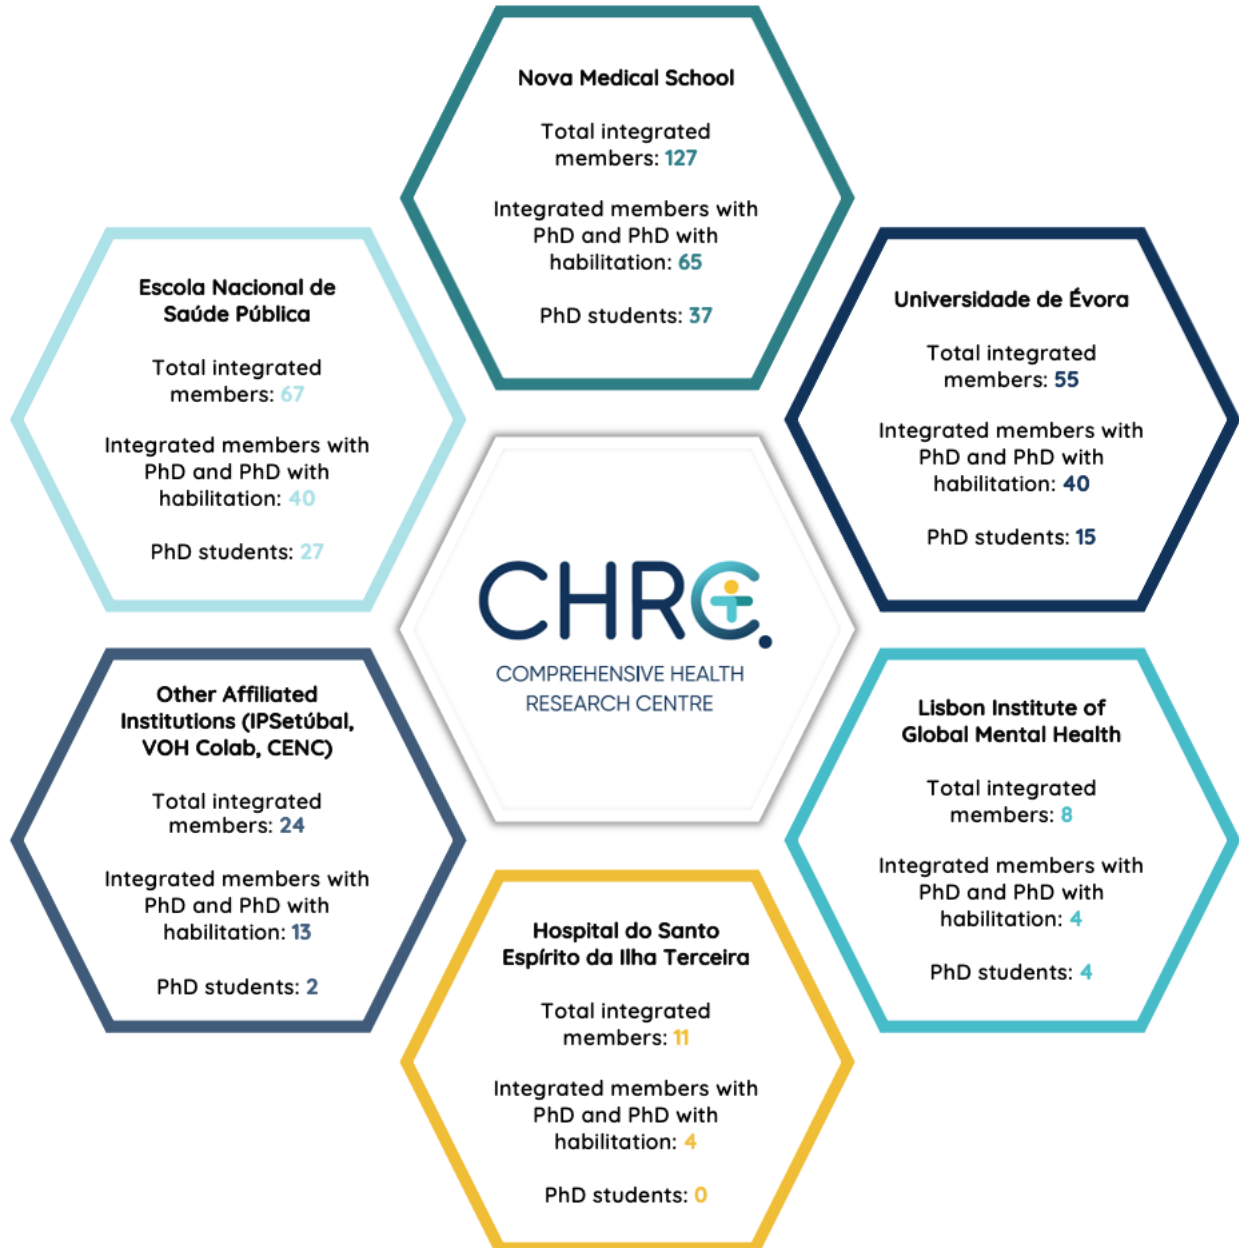 Nova Medical School
Total integrated
members: 127
Integrated members with
PhD and PhD with
habilitation: 65
PhD students: 37
Escola Nacional de
Saúde Pública
Total integrated
members: 67
Integrated members with
PhD and PhD with
habilitation: 40
PhD students: 27
Universidade de Évora
Total integrated
members: 55
Integrated members with
PhD and PhD with
habilitation: 40
PhD students: 15
CHRC.
COMPREHENSIVE HEALTH
RESEARCH CENTRE
Other Affiliated
Institutions (IPSetúbal,
VOH Colab, CENC)
Total integrated
members: 24
Integrated members with
PhD and PhD with
habilitation: 13
PhD students: 2
Lisbon Institute of
Global Mental Health
Total integrated
members: 8
Integrated members with
PhD and PhD with
habilitation: 4
PhD students: 4
Hospital do Santo
Espírito da Ilha Terceira
Total integrated
members: 11
Integrated members with
PhD and PhD with
habilitation: 4
PhD students: 0